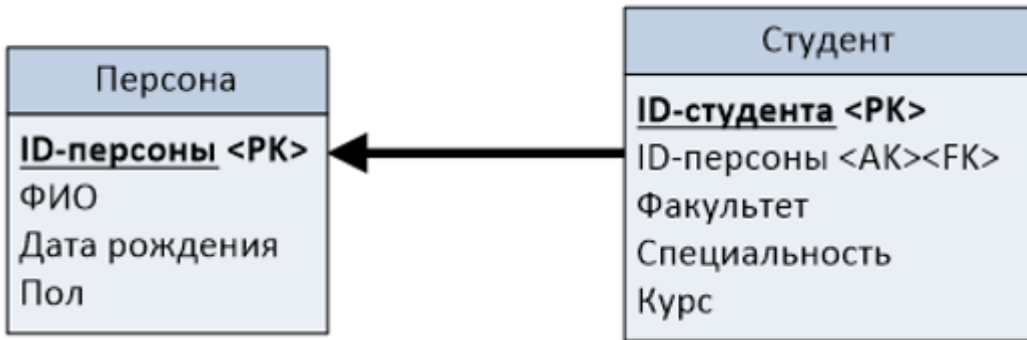 Персона
ID-персоны <PK>
ФИО
Дата рождения
Пол
Студент
ID-студента <PK>
ID-персоны <AK><FK>
Факультет
Специальность
Курс